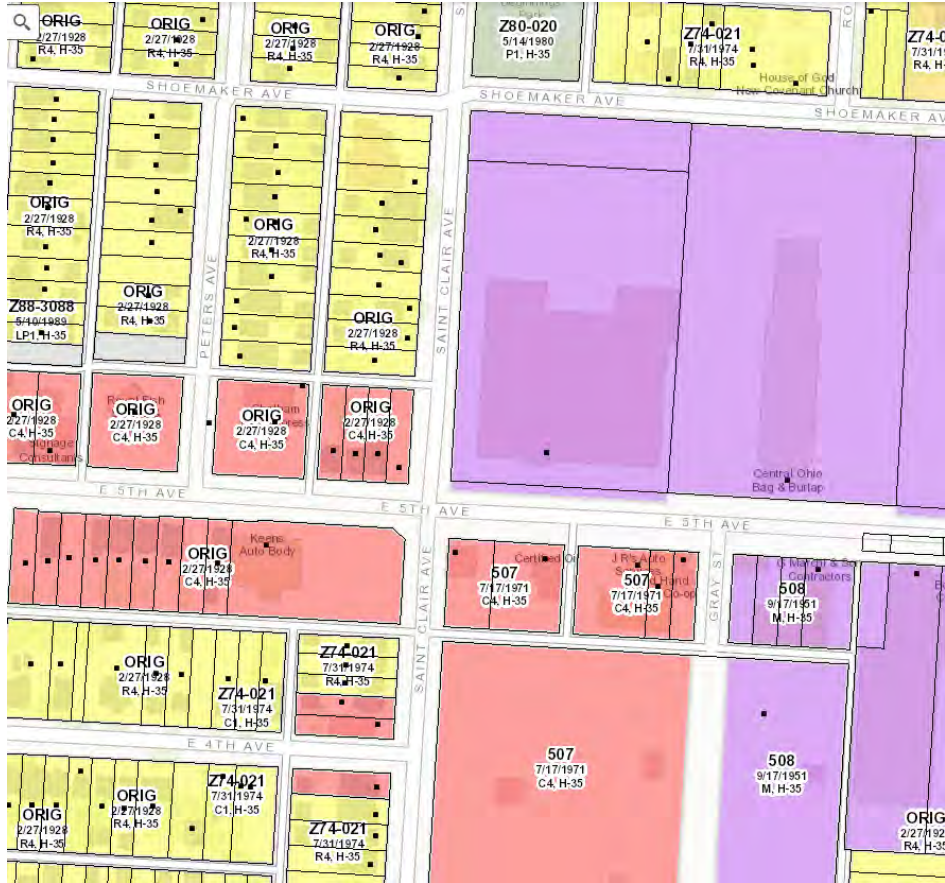 ORIG
2/27/1928
R4, H-35
ORIG
2/27/1928
R4, H-35
ORIG
2/27/1928
R4, H-35
ORIG
2/27/1928
R4, H-35
Z80-020
5/14/1980
P1, H-35
Z74-021
7/31/1974
R4, H-35
House of God
New Covenant Church
SHOEMAKER AVE
SHOEMAKER AVE
SHOEMAKER AV
ORIG
2/27/1928
R4, H-35
ORIG
2/27/1928
R4, H-35
ORIG
2/27/1928
R4, H-35
ORIG
2/27/1928
R4, H-35
Z88-3088
5/10/1989
LP1, H-35
PETERS AVE
SAINT CLAIR AVE
ORIG
2/27/1928
C4, H-35
Signage
Consultants
ORIG
2/27/1928
C4, H-35
ORIG
2/27/1928
C4, H-35
ORIG
2/27/1928
C4, H-35
Central Ohio
Bag & Burlap
E 5TH AVE
E 5TH AVE
E 5TH AVE
Keens
Auto Body
ORIG
2/27/1928
C4, H-35
SAINT CLAIR AVE
507
7/17/1971
C4, H-35
J R's Auto
507
7/17/1971
C4, H-35
GRAY ST
Contractors
508
9/17/1951
M, H-35
ORIG
2/27/1928
R4, H-35
Z74-021
7/31/1974
C1, H-35
Z74-021
7/31/1974
R4, H-35
E 4TH AVE
507
7/17/1971
C4, H-35
508
9/17/1951
M, H-35
ORIG
2/27/1928
R4, H-35
ORIG
2/27/1928
R4, H-35
Z74-021
7/31/1974
C1, H-35
Z74-021
7/31/1974
R4, H-35